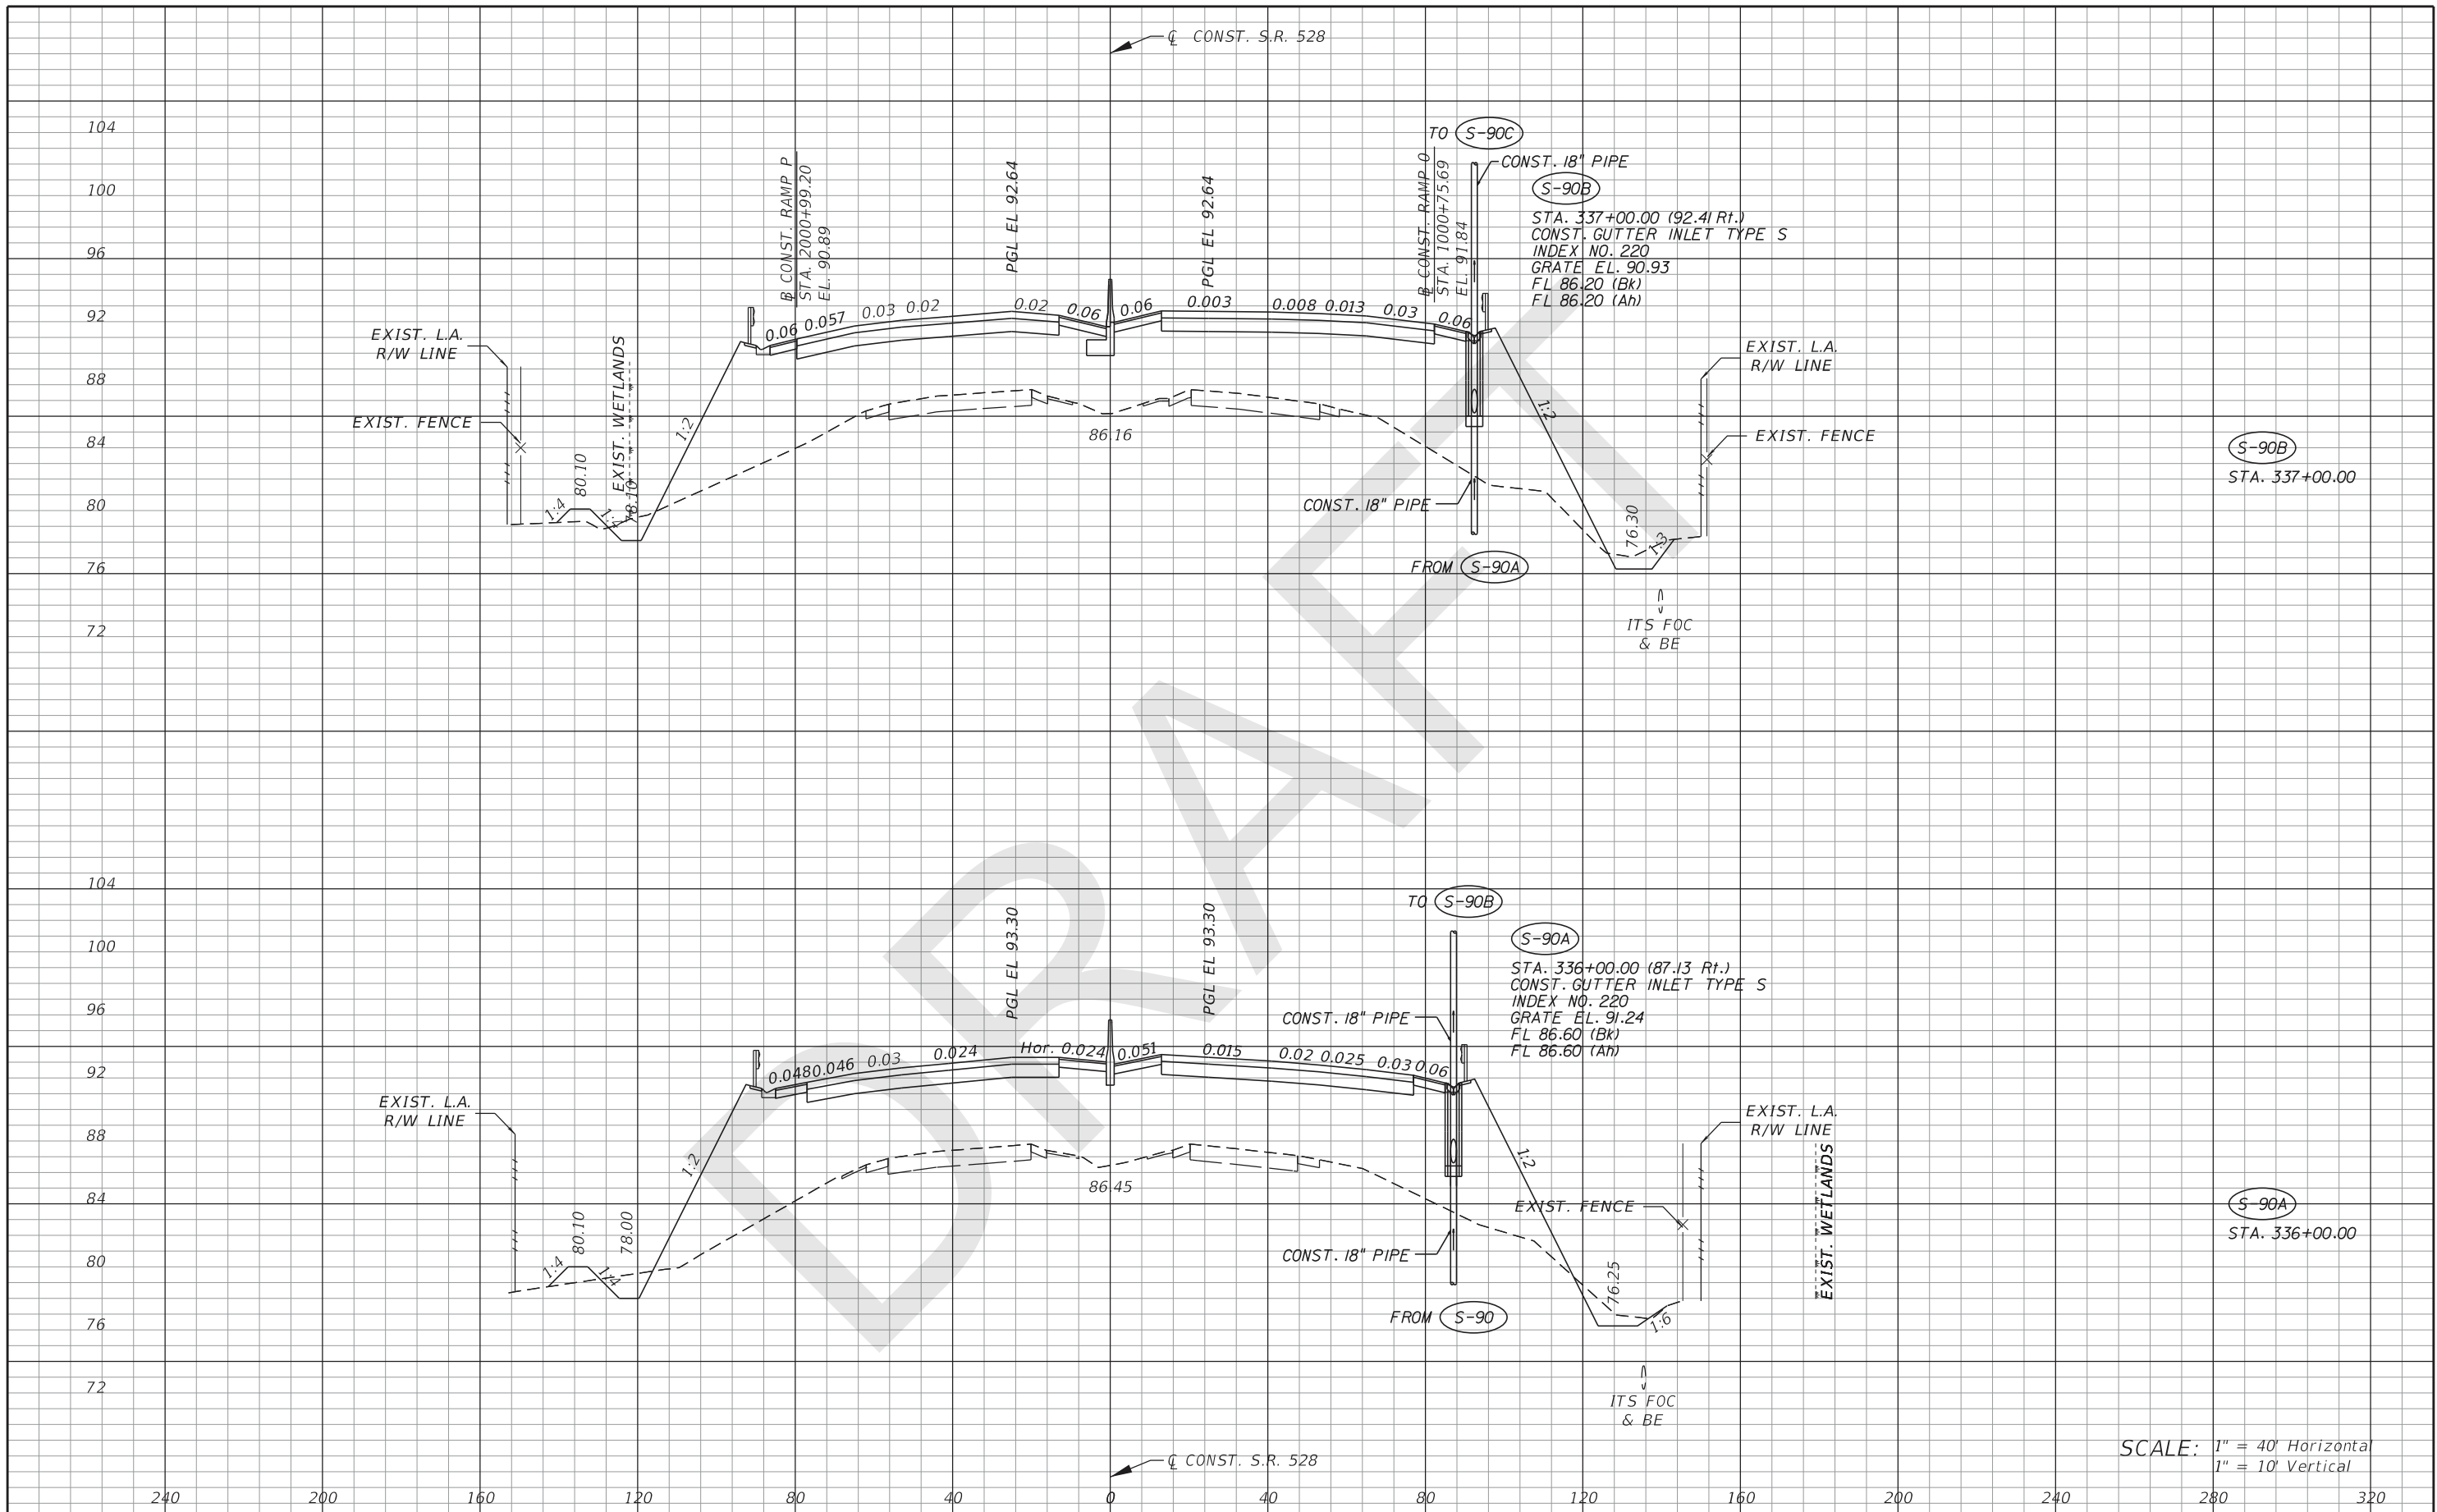 ℄ CONST. S.R. 528
104
100
96
92
88
84
80
76
72
TO S-90C
CONST. 18" PIPE
S-90B
STA. 337+00.00 (92.41 Rt.)
CONST. GUTTER INLET TYPE S
INDEX NO. 220
GRATE EL. 90.93
FL 86.20 (Bk)
FL 86.20 (Ah)
B CONST. RAMP P
STA. 2000+99.20
EL. 90.89
PGL EL 92.64
PGL EL 92.64
B CONST. RAMP O
STA. 1000+75.69
EL. 91.84
0.06 0.057 0.03 0.02 0.02 0.06 0.06 0.003 0.008 0.013 0.03 0.06
EXIST. L.A.
R/W LINE
EXIST. FENCE
EXIST. WETLANDS
1:4
80.10
1:4
78.10
1:2
86.16
CONST. 18" PIPE
FROM S-90A
1:2
76.30
1:3
EXIST. L.A.
R/W LINE
EXIST. FENCE
ITS FOC
& BE
S-90B
STA. 337+00.00
DRAFT
104
100
96
92
88
84
80
76
72
TO S-90B
S-90A
STA. 336+00.00 (87.13 Rt.)
CONST. GUTTER INLET TYPE S
INDEX NO. 220
GRATE EL. 91.24
FL 86.60 (Bk)
FL 86.60 (Ah)
CONST. 18" PIPE
PGL EL 93.30
PGL EL 93.30
0.048 0.046 0.03 0.024 Hor. 0.024 0.051 0.015 0.02 0.025 0.03 0.06
EXIST. L.A.
R/W LINE
1:4
80.10
1:4
78.00
1:2
86.45
CONST. 18" PIPE
FROM S-90
1:2
76.25
1:6
EXIST. FENCE
EXIST. L.A.
R/W LINE
EXIST. WETLANDS
ITS FOC
& BE
S-90A
STA. 336+00.00
℄ CONST. S.R. 528
SCALE: 1" = 40' Horizontal
1" = 10' Vertical
240 200 160 120 80 40 0 40 80 120 160 200 240 280 320